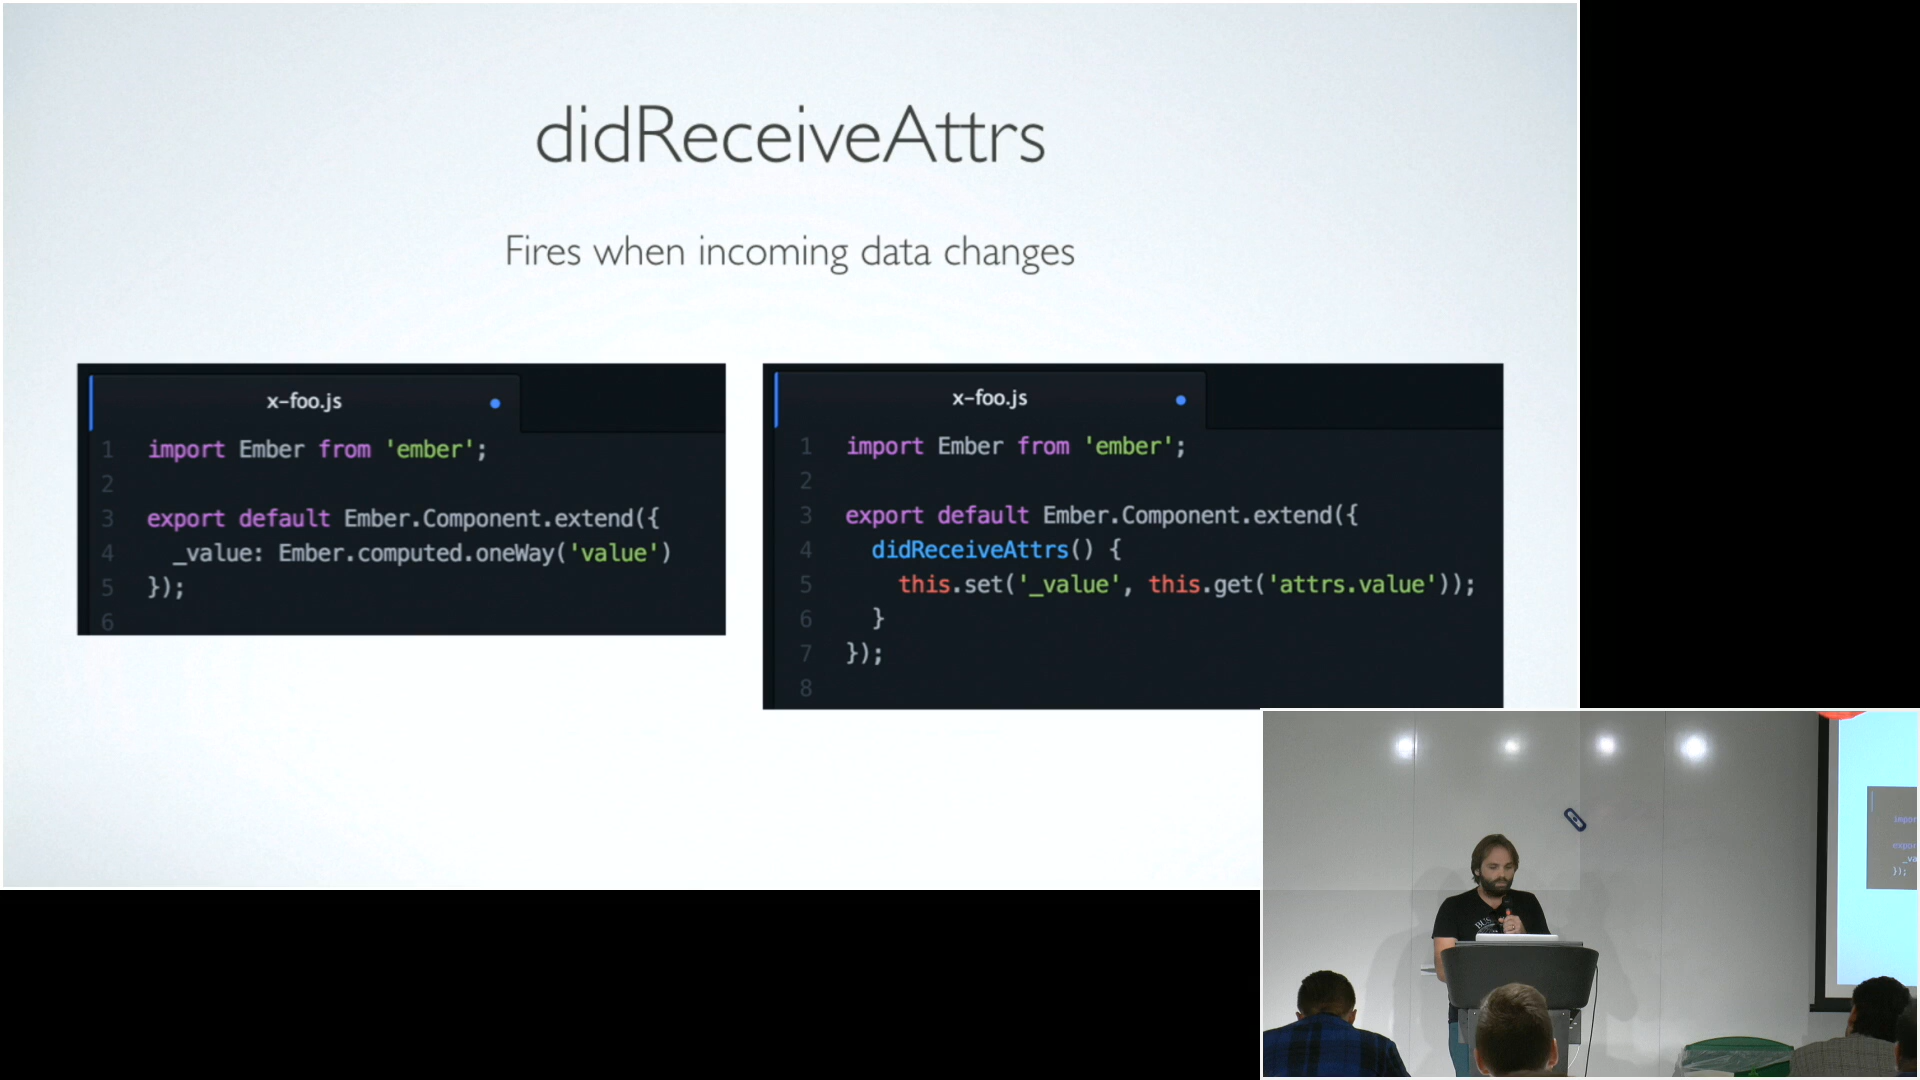 didReceiveAttrs
Fires when incoming data changes
x-foo.js
1 import Ember from 'ember';
2
3 export default Ember.Component.extend({
4 _value: Ember.computed.oneWay('value')
5 });
6
x-foo.js
1 import Ember from 'ember';
2
3 export default Ember.Component.extend({
4 didReceiveAttrs() {
5 this.set('_value', this.get('attrs.value'));
6 }
7 });
8